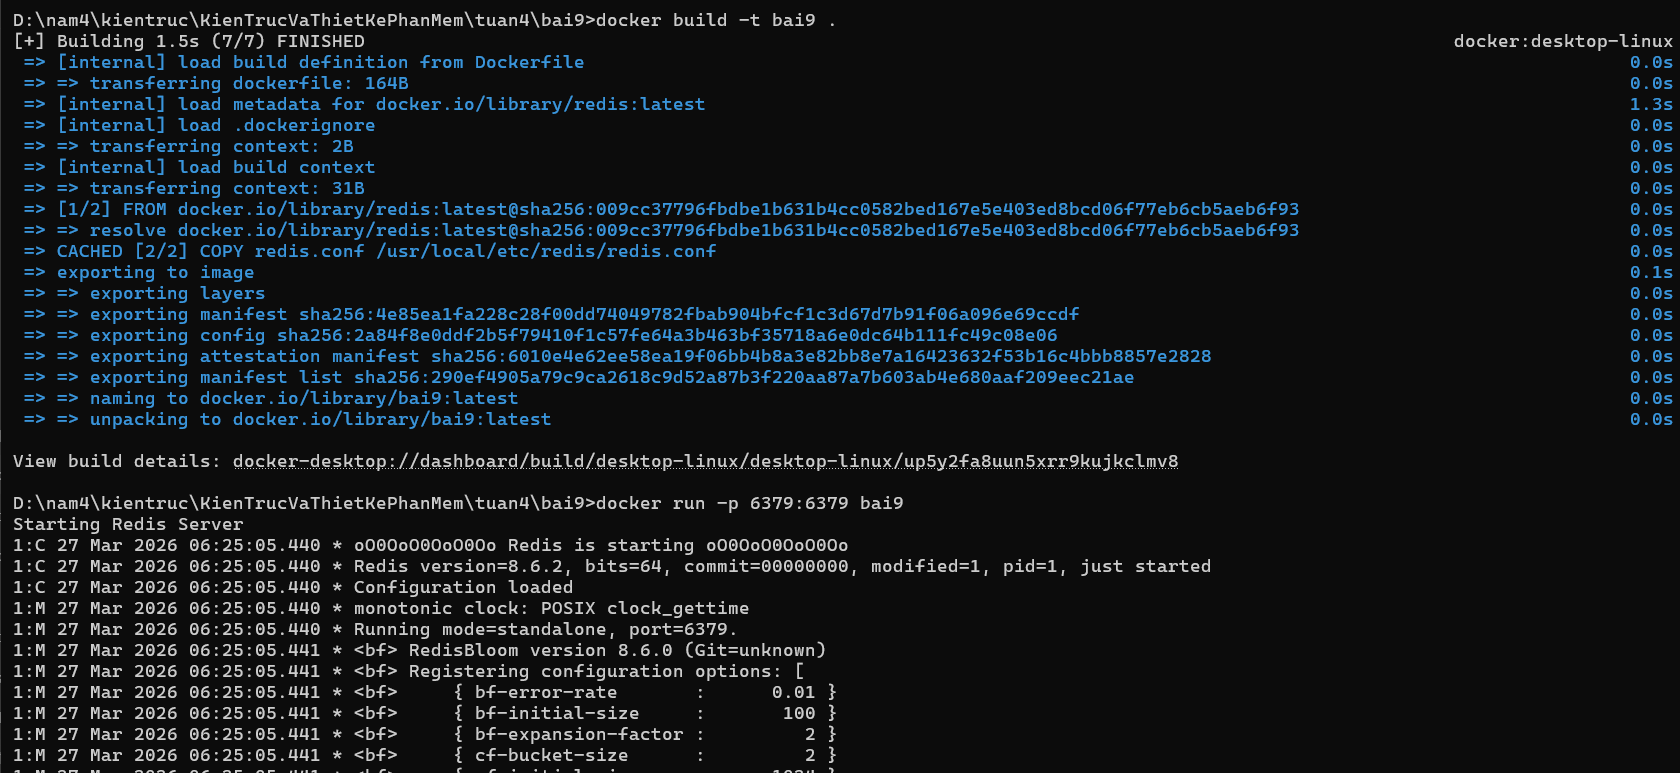 D:\nam4\kientruc\KienTrucVaThietKePhanMem\tuan4\bai9>docker build -t bai9 .
[+] Building 1.5s (7/7) FINISHED docker:desktop-linux
=> [internal] load build definition from Dockerfile 0.0s
=> => transferring dockerfile: 164B 0.0s
=> [internal] load metadata for docker.io/library/redis:latest 1.3s
=> [internal] load .dockerignore 0.0s
=> => transferring context: 2B 0.0s
=> [internal] load build context 0.0s
=> => transferring context: 31B 0.0s
=> [1/2] FROM docker.io/library/redis:latest@sha256:009cc37796fbdbe1b631b4cc0582bed167e5e403ed8bcd06f77eb6cb5aeb6f93 0.0s
=> => resolve docker.io/library/redis:latest@sha256:009cc37796fbdbe1b631b4cc0582bed167e5e403ed8bcd06f77eb6cb5aeb6f93 0.0s
=> CACHED [2/2] COPY redis.conf /usr/local/etc/redis/redis.conf 0.0s
=> exporting to image 0.1s
=> => exporting layers 0.0s
=> => exporting manifest sha256:4e85ea1fa228c28f00dd74049782fbab904bfcf1c3d67d7b91f06a096e69ccdf 0.0s
=> => exporting config sha256:2a84f8e0ddf2b5f79410f1c57fe64a3b463bf35718a6e0dc64b111fc49c08e06 0.0s
=> => exporting attestation manifest sha256:6010e4e62ee58ea19f06bb4b8a3e82bb8e7a16423632f53b16c4bbb8857e2828 0.0s
=> => exporting manifest list sha256:290ef4905a79c9ca2618c9d52a87b3f220aa87a7b603ab4e680aaf209eec21ae 0.0s
=> => naming to docker.io/library/bai9:latest 0.0s
=> => unpacking to docker.io/library/bai9:latest 0.0s
View build details: docker-desktop://dashboard/build/desktop-linux/desktop-linux/up5y2fa8uun5xrr9kujkclmv8
D:\nam4\kientruc\KienTrucVaThietKePhanMem\tuan4\bai9>docker run -p 6379:6379 bai9
Starting Redis Server
1:C 27 Mar 2026 06:25:05.440 * oO0OoO0OoO0Oo Redis is starting oO0OoO0OoO0Oo
1:C 27 Mar 2026 06:25:05.440 * Redis version=8.6.2, bits=64, commit=00000000, modified=1, pid=1, just started
1:C 27 Mar 2026 06:25:05.440 * Configuration loaded
1:M 27 Mar 2026 06:25:05.440 * monotonic clock: POSIX clock_gettime
1:M 27 Mar 2026 06:25:05.440 * Running mode=standalone, port=6379.
1:M 27 Mar 2026 06:25:05.441 * <bf> RedisBloom version 8.6.0 (Git=unknown)
1:M 27 Mar 2026 06:25:05.441 * <bf> Registering configuration options: [
1:M 27 Mar 2026 06:25:05.441 * <bf> { bf-error-rate : 0.01 }
1:M 27 Mar 2026 06:25:05.441 * <bf> { bf-initial-size : 100 }
1:M 27 Mar 2026 06:25:05.441 * <bf> { bf-expansion-factor : 2 }
1:M 27 Mar 2026 06:25:05.441 * <bf> { cf-bucket-size : 2 }